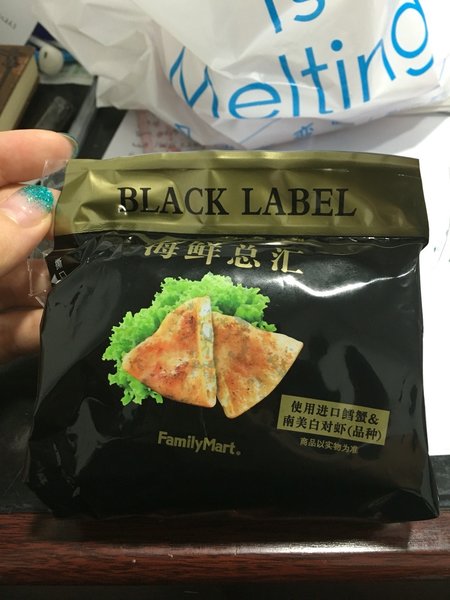 Is
Melting
BLACK LABEL
海鲜总汇
FamilyMart
使用进口鳕蟹&
南美白对虾(品种)
商品以实物为准